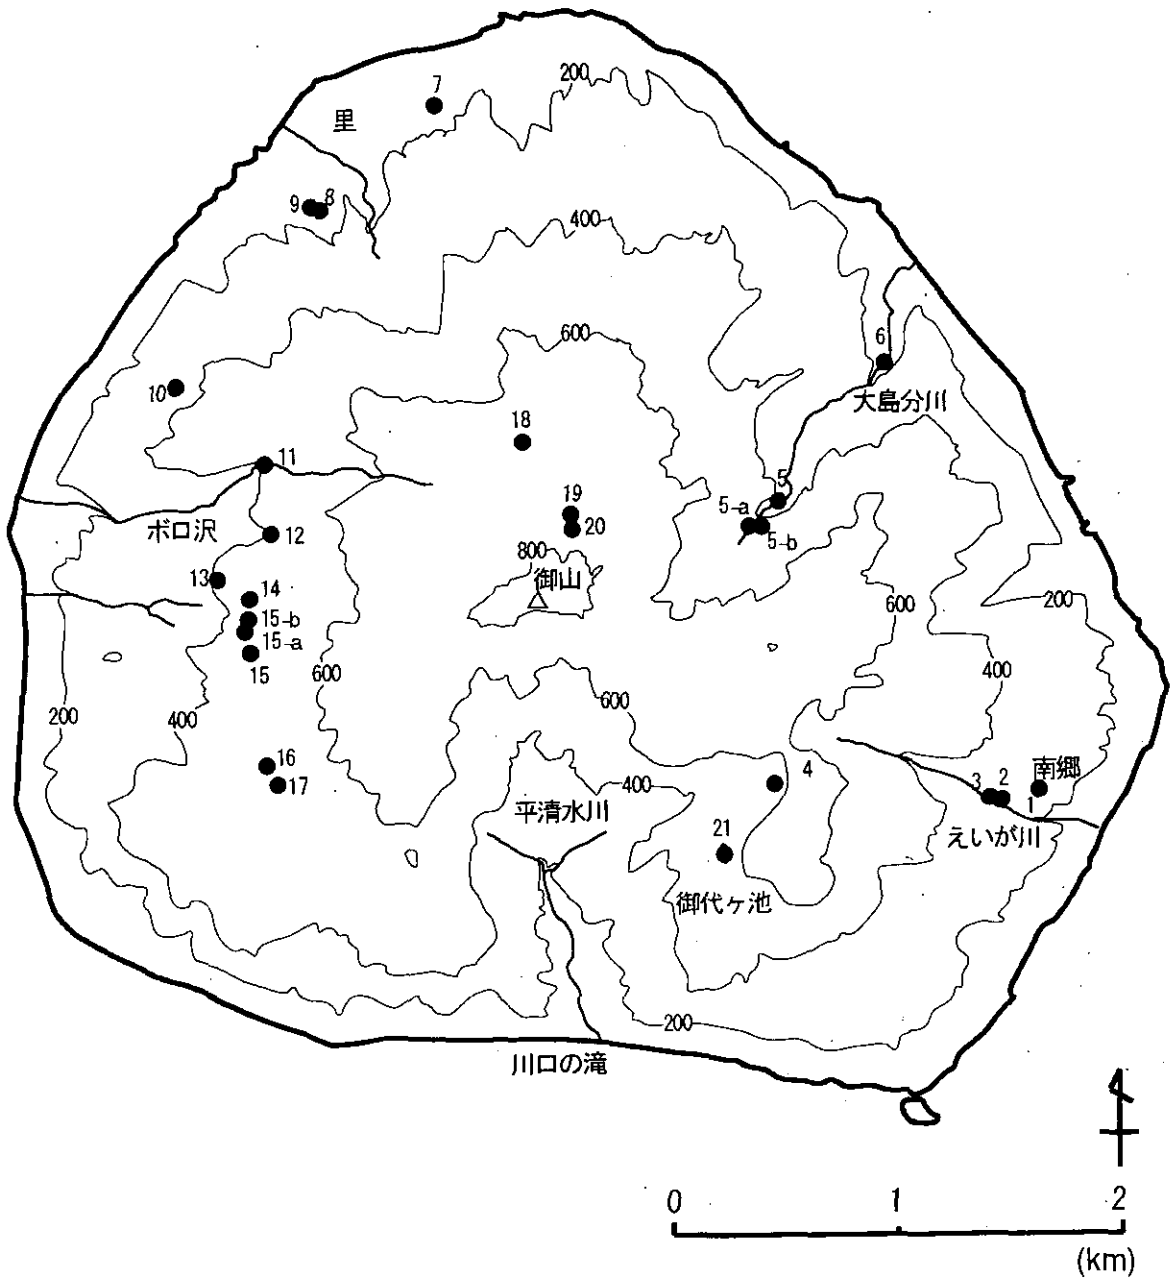 200
7
里
9 8
400
600
6
10
大島分川
18
11
5
19
5-a
ボロ沢
12
20
5-b
800
13
御山
14
600
200
15-b
15-a
15
600
400
600
200
400
16
4
南郷
17
400
3 2
1
平清水川
えいが川
21
御代ヶ池
200
川口の滝
0 1 2
(km)